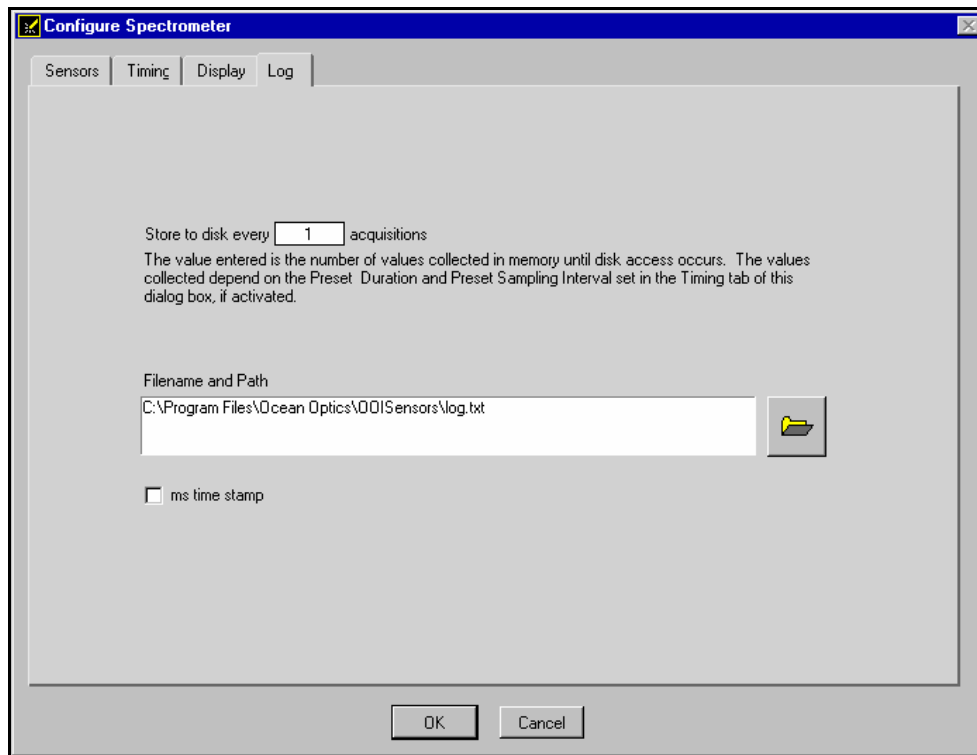 Configure Spectrometer
Sensors Timing Display Log
Store to disk every 1 acquisitions
The value entered is the number of values collected in memory until disk access occurs. The values
collected depend on the Preset Duration and Preset Sampling Interval set in the Timing tab of this
dialog box, if activated.
Filename and Path
C:\Program Files\Ocean Optics\OOISensors\log.txt
ms time stamp
OK Cancel